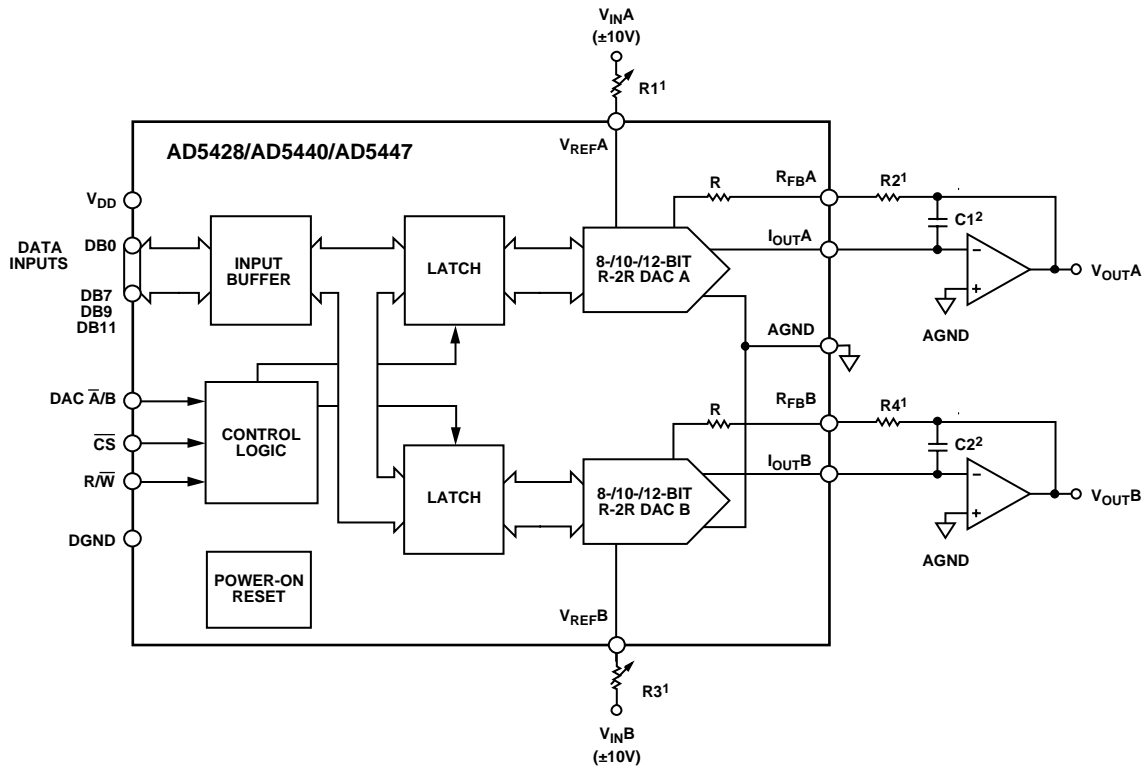 VINA
(±10V)
R1¹
VREFA
AD5428/AD5440/AD5447
VDD
DATA
INPUTS
DB0
DB7
DB9
DB11
INPUT
BUFFER
LATCH
8-/10-/12-BIT
R-2R DAC A
R
RFBA
R2¹
C1²
IOUTA
−
+
VOUTA
AGND
AGND
DAC A̅/B
C̅S̅
R/W̅
CONTROL
LOGIC
DGND
POWER-ON
RESET
LATCH
8-/10-/12-BIT
R-2R DAC B
R
RFBB
R4¹
C2²
IOUTB
−
+
VOUTB
AGND
VREFB
R3¹
VINB
(±10V)